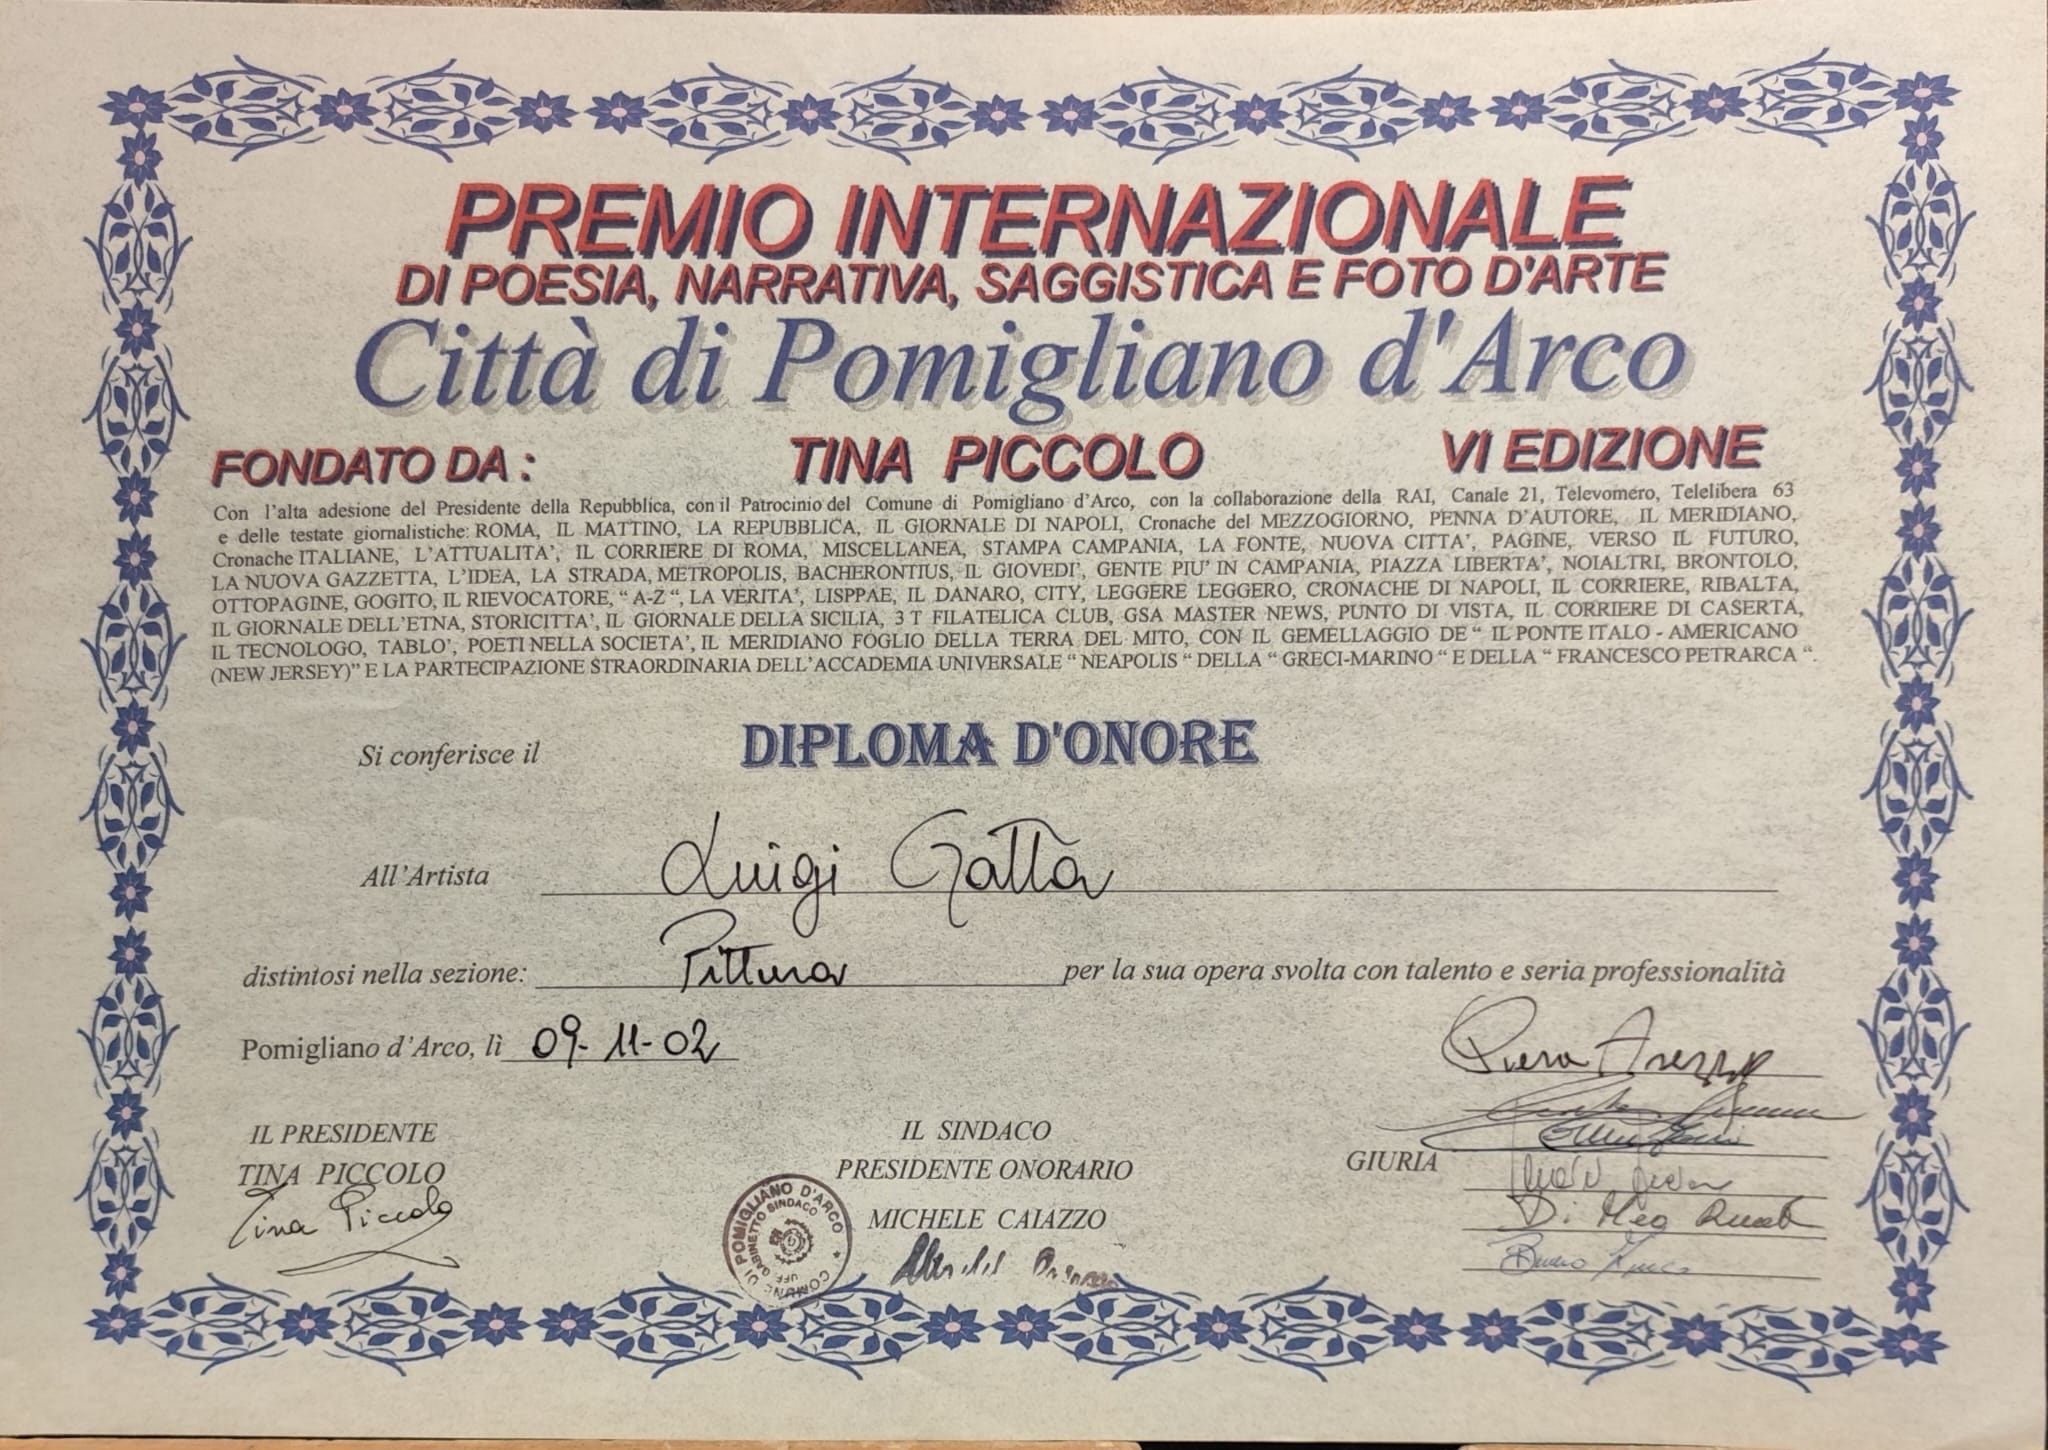 PREMIO INTERNAZIONALE
DI POESIA, NARRATIVA, SAGGISTICA E FOTO D'ARTE
Città di Pomigliano d'Arco
FONDATO DA : TINA PICCOLO VI EDIZIONE
Con l'alta adesione del Presidente della Repubblica, con il Patrocinio del Comune di Pomigliano d'Arco, con la collaborazione della RAI, Canale 21, Televomero, Telelibera 63
e delle testate giornalistiche: ROMA, IL MATTINO, LA REPUBBLICA, IL GIORNALE DI NAPOLI, Cronache del MEZZOGIORNO, PENNA D'AUTORE, IL MERIDIANO,
Cronache ITALIANE, L'ATTUALITA', IL CORRIERE DI ROMA, MISCELLANEA, STAMPA CAMPANIA, LA FONTE, NUOVA CITTA', PAGINE, VERSO IL FUTURO,
LA NUOVA GAZZETTA, L'IDEA, LA STRADA, METROPOLIS, BACHERONTIUS, IL GIOVEDI', GENTE PIU' IN CAMPANIA, PIAZZA LIBERTA', NOIALTRI, BRONTOLO,
OTTOPAGINE, GOGITO, IL RIEVOCATORE, " A-Z ", LA VERITA', LISPPAE, IL DANARO, CITY, LEGGERE LEGGERO, CRONACHE DI NAPOLI, IL CORRIERE, RIBALTA,
IL GIORNALE DELL'ETNA, STORICITTA', IL GIORNALE DELLA SICILIA, 3 T FILATELICA CLUB, GSA MASTER NEWS, PUNTO DI VISTA, IL CORRIERE DI CASERTA,
IL TECNOLOGO, TABLO', POETI NELLA SOCIETA', IL MERIDIANO FOGLIO DELLA TERRA DEL MITO, CON IL GEMELLAGGIO DE " IL PONTE ITALO - AMERICANO
(NEW JERSEY)" E LA PARTECIPAZIONE STRAORDINARIA DELL'ACCADEMIA UNIVERSALE " NEAPOLIS " DELLA " GRECI-MARINO " E DELLA " FRANCESCO PETRARCA ".
Si conferisce il DIPLOMA D'ONORE
All'Artista Luigi Gatta
distintosi nella sezione: Pittura per la sua opera svolta con talento e seria professionalità
Pomigliano d'Arco, lì 09-11-02
Piera Arezzo
IL PRESIDENTE
TINA PICCOLO
Tina Piccolo
IL SINDACO
PRESIDENTE ONORARIO
MICHELE CAIAZZO
COMUNE DI POMIGLIANO D'ARCO
UFF. GABINETTO SINDACO
GIURIA
Di Meo
Bruno